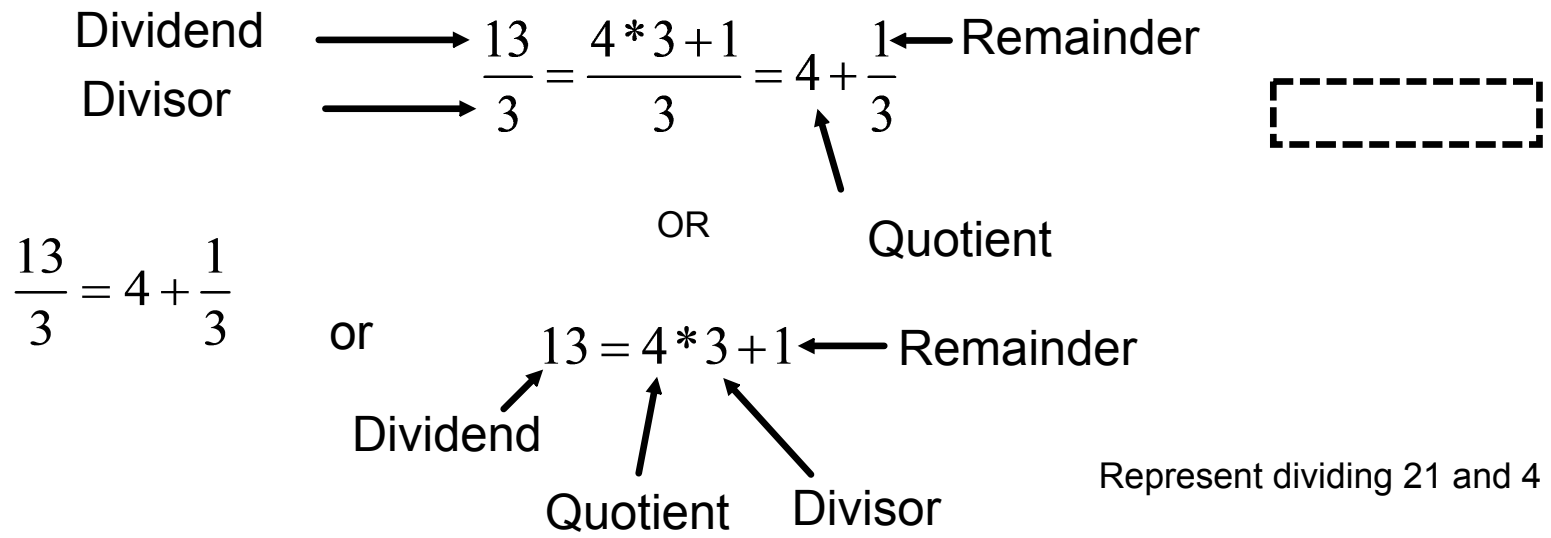 Dividend
Divisor
13/3 = (4*3+1)/3 = 4 + 1/3
Remainder
Quotient
OR
13/3 = 4 + 1/3
or
13 = 4*3+1
Remainder
Dividend
Quotient
Divisor
Represent dividing 21 and 4